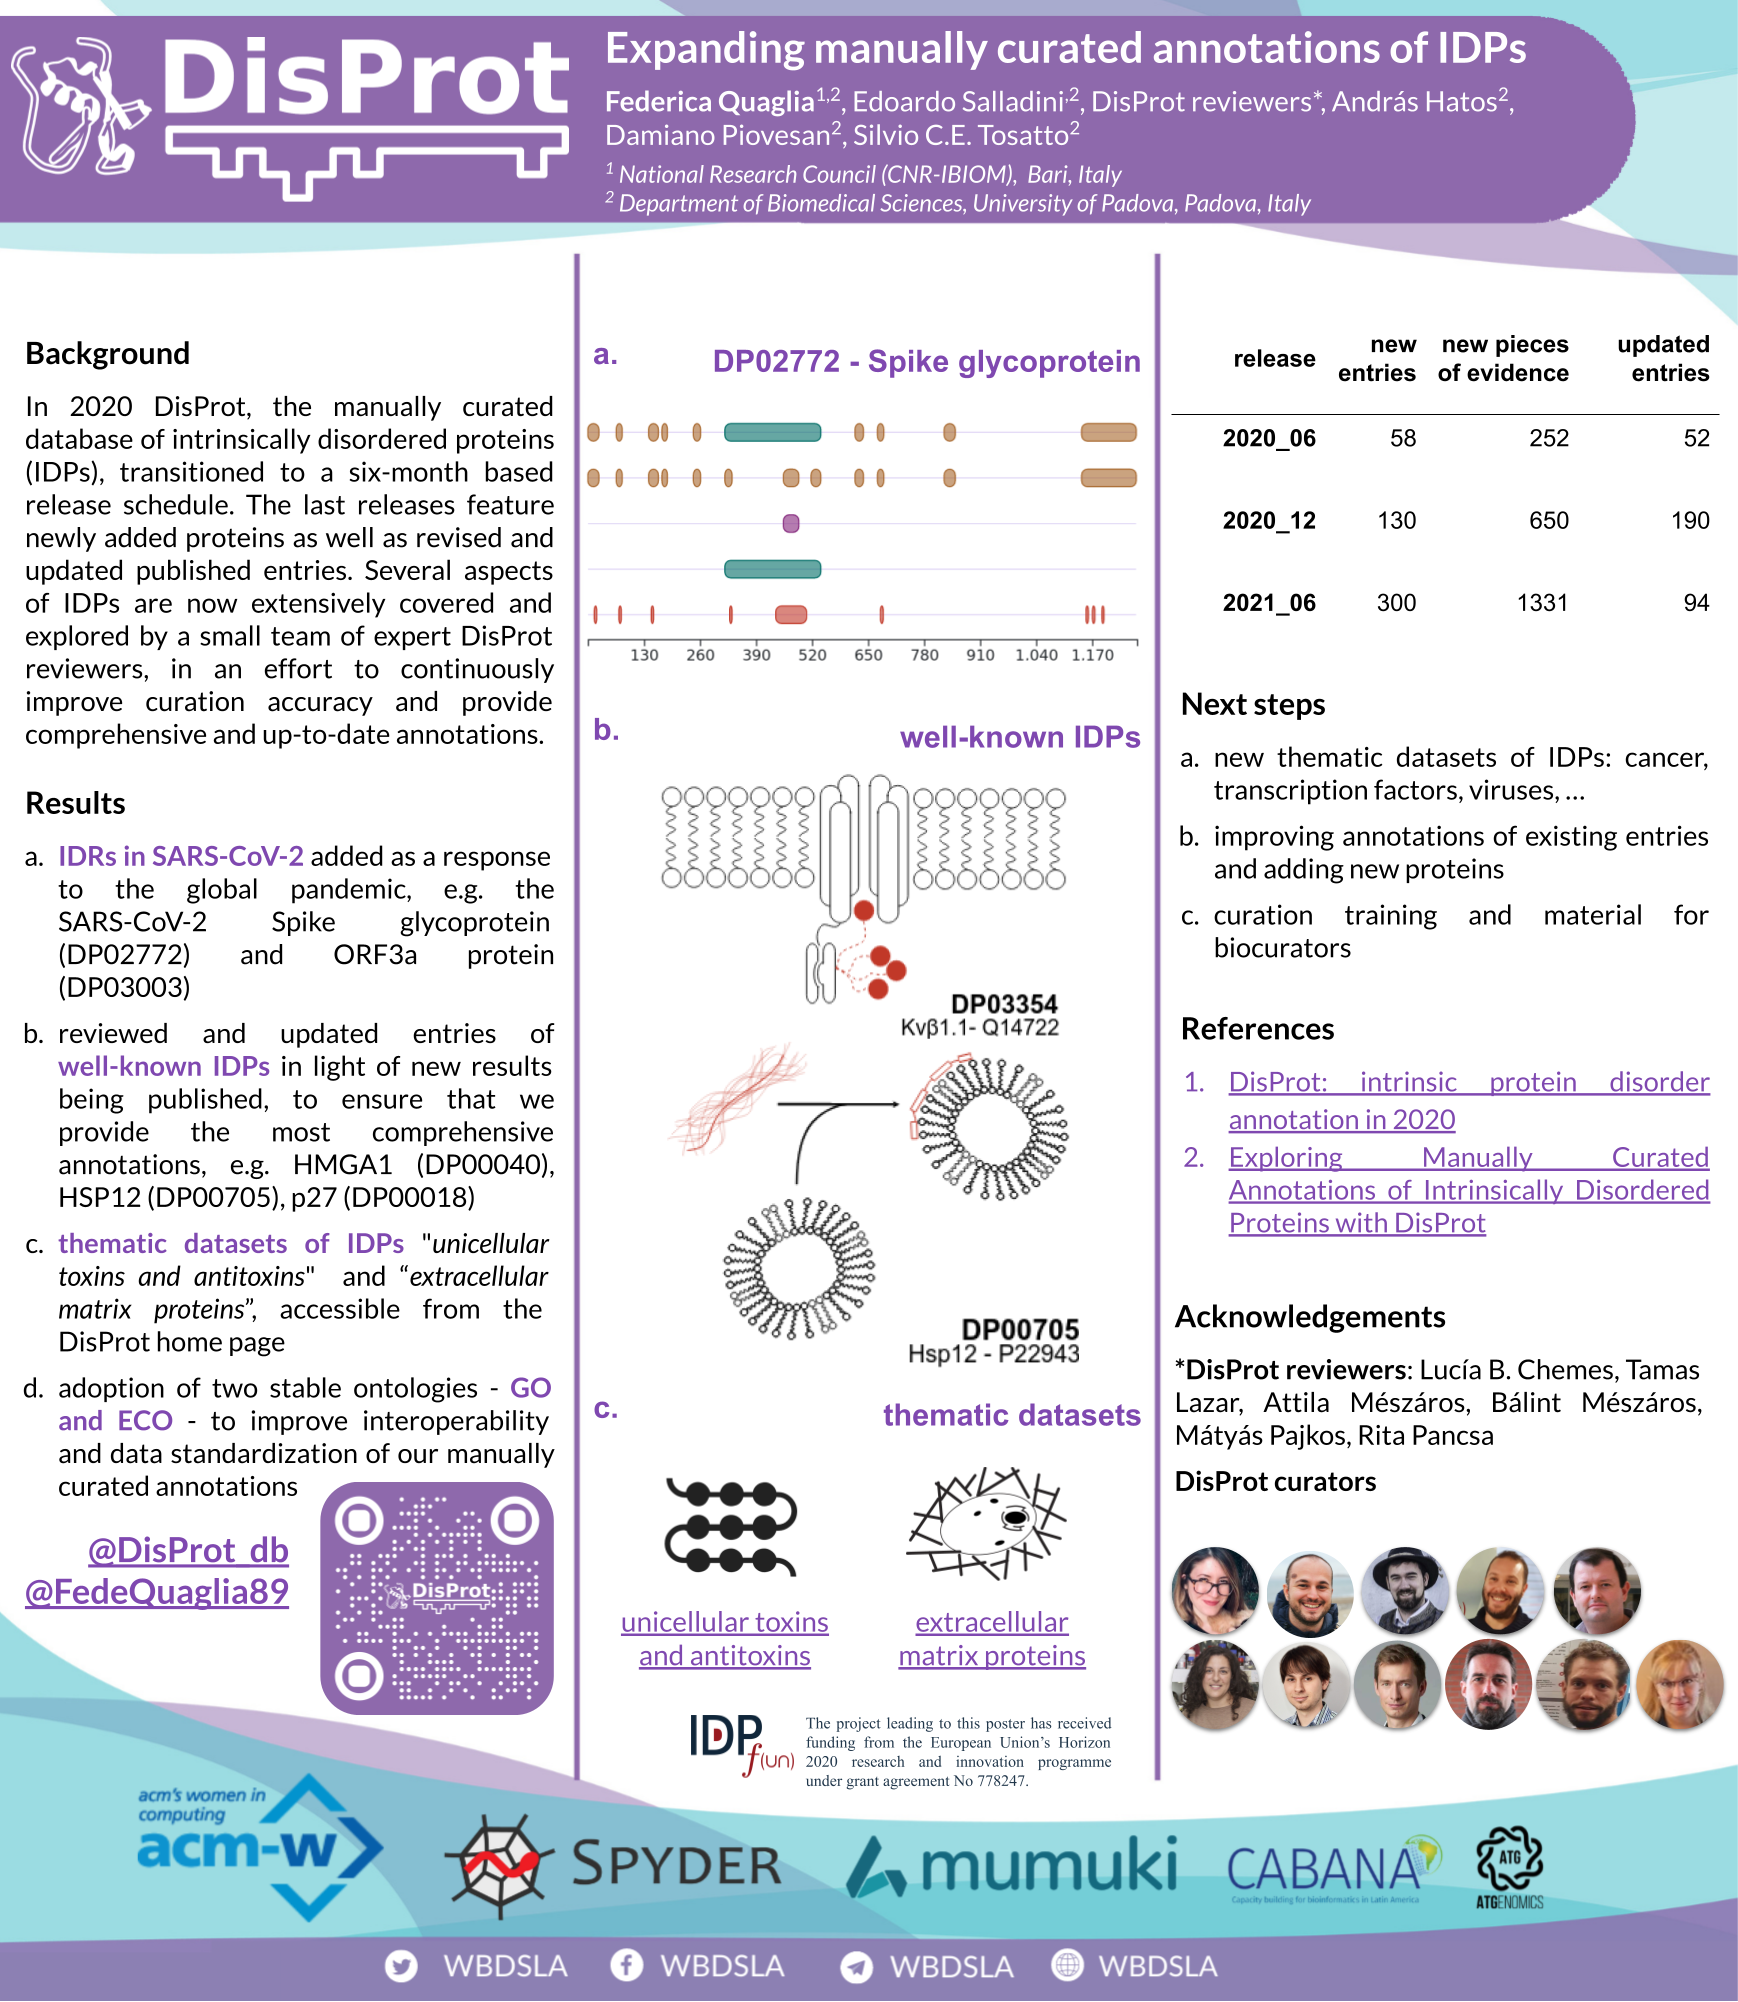 DisProt
Expanding manually curated annotations of IDPs
Federica Quaglia1,2, Edoardo Salladini,2, DisProt reviewers*, András Hatos2,
Damiano Piovesan2, Silvio C.E. Tosatto2
1 National Research Council (CNR-IBIOM), Bari, Italy
2 Department of Biomedical Sciences, University of Padova, Padova, Italy
Background
In 2020 DisProt, the manually curated
database of intrinsically disordered proteins
(IDPs), transitioned to a six-month based
release schedule. The last releases feature
newly added proteins as well as revised and
updated published entries. Several aspects
of IDPs are now extensively covered and
explored by a small team of expert DisProt
reviewers, in an effort to continuously
improve curation accuracy and provide
comprehensive and up-to-date annotations.
Results
a. IDRs in SARS-CoV-2 added as a response
to the global pandemic, e.g. the
SARS-CoV-2 Spike glycoprotein
(DP02772) and ORF3a protein
(DP03003)
b. reviewed and updated entries of
well-known IDPs in light of new results
being published, to ensure that we
provide the most comprehensive
annotations, e.g. HMGA1 (DP00040),
HSP12 (DP00705), p27 (DP00018)
c. thematic datasets of IDPs "unicellular
toxins and antitoxins" and “extracellular
matrix proteins”, accessible from the
DisProt home page
d. adoption of two stable ontologies - GO
and ECO - to improve interoperability
and data standardization of our manually
curated annotations
@DisProt_db
@FedeQuaglia89
DisProt
a. DP02772 - Spike glycoprotein
130 260 390 520 650 780 910 1.040 1.170
b. well-known IDPs
DP03354
Kvβ1.1- Q14722
DP00705
Hsp12 - P22943
c. thematic datasets
unicellular toxins
and antitoxins
extracellular
matrix proteins
IDP f(un)
The project leading to this poster has received
funding from the European Union’s Horizon
2020 research and innovation programme
under grant agreement No 778247.
release new entries new pieces of evidence updated entries
2020_06 58 252 52
2020_12 130 650 190
2021_06 300 1331 94
Next steps
a. new thematic datasets of IDPs: cancer,
transcription factors, viruses, ...
b. improving annotations of existing entries
and adding new proteins
c. curation training and material for
biocurators
References
1. DisProt: intrinsic protein disorder
annotation in 2020
2. Exploring Manually Curated
Annotations of Intrinsically Disordered
Proteins with DisProt
Acknowledgements
*DisProt reviewers: Lucía B. Chemes, Tamas
Lazar, Attila Mészáros, Bálint Mészáros,
Mátyás Pajkos, Rita Pancsa
DisProt curators
acm's women in
computing
acm-w
SPYDER
mumuki
CABANA
Capacity building for bioinformatics in Latin America
ATG
ATGENOMICS
WBDSLA WBDSLA WBDSLA WBDSLA